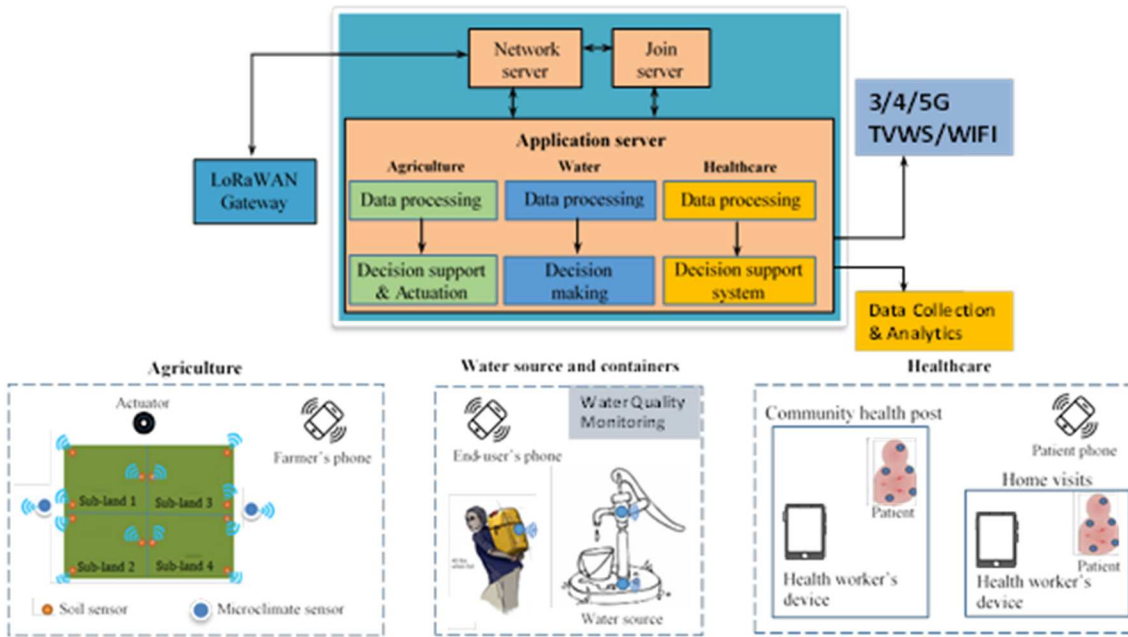 Network
server
Join
server
3/4/5G
TVWS/WIFI
Application server
Agriculture
Water
Healthcare
LoRaWAN
Gateway
Data processing
Data processing
Data processing
Decision support
& Actuation
Decision
making
Decision support
system
Data Collection
& Analytics
Agriculture
Actuator
Farmer's phone
Sub-land 1
Sub-land 3
Sub-land 2
Sub-land 4
Soil sensor
Microclimate sensor
Water source and containers
Water Quality
Monitoring
End-user's phone
Water source
Healthcare
Community health post
Patient phone
Home visits
Patient
Health worker's
device
Patient
Health worker's
device